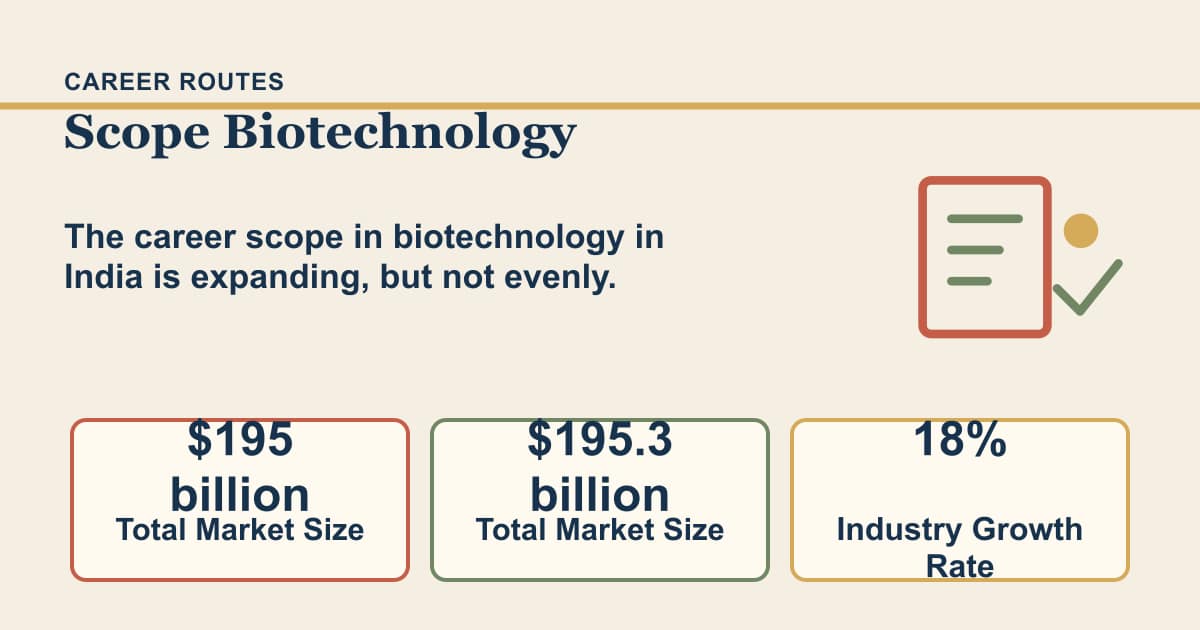 CAREER ROUTES
Scope Biotechnology
The career scope in biotechnology in
India is expanding, but not evenly.
$195
billion
Total Market Size
$195.3
billion
Total Market Size
18%
Industry Growth
Rate